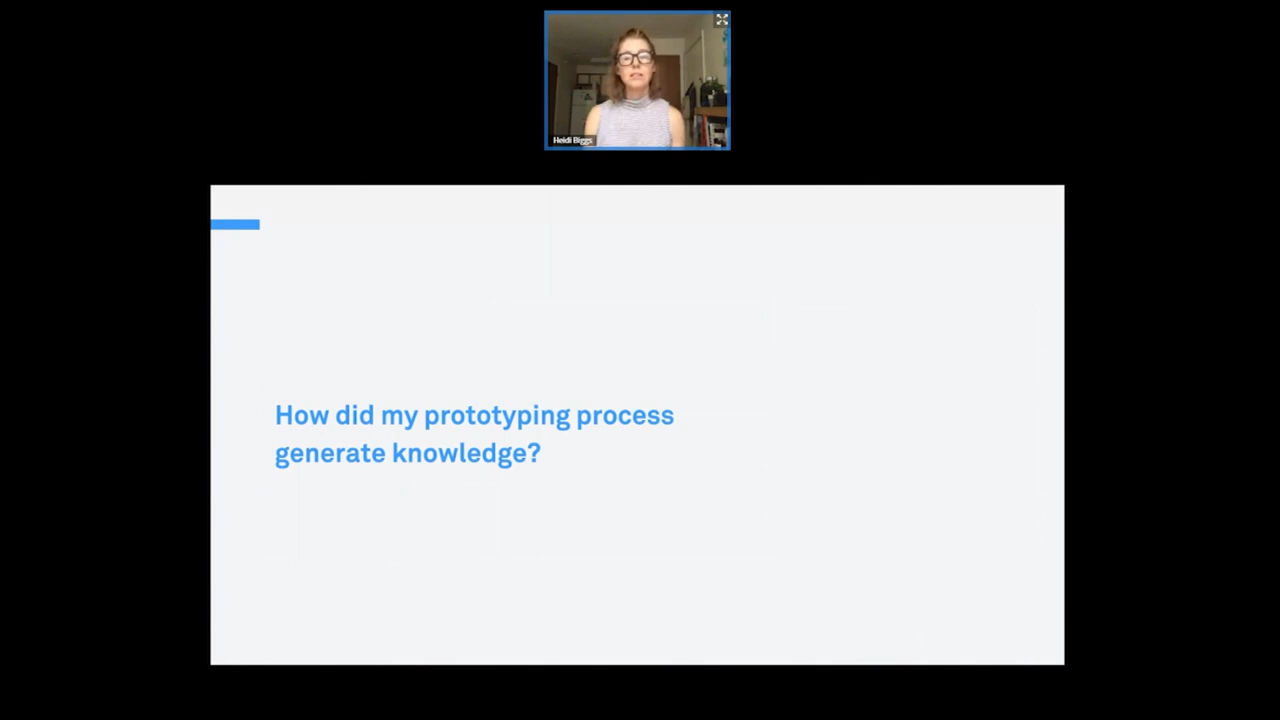 Heidi Biggs
How did my prototyping process
generate knowledge?